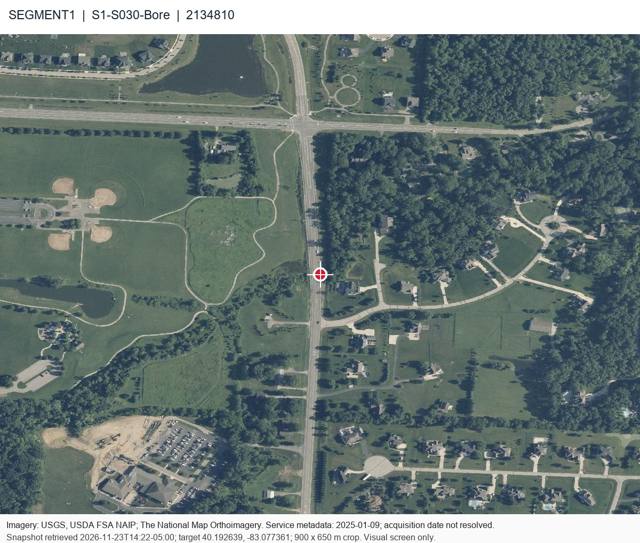 SEGMENT1 | S1-S030-Bore | 2134810
Imagery: USGS, USDA FSA NAIP; The National Map Orthoimagery. Service metadata: 2025-01-09; acquisition date not resolved.
Snapshot retrieved 2026-11-23T14:22-05:00; target 40.192639, -83.077361; 900 x 650 m crop. Visual screen only.